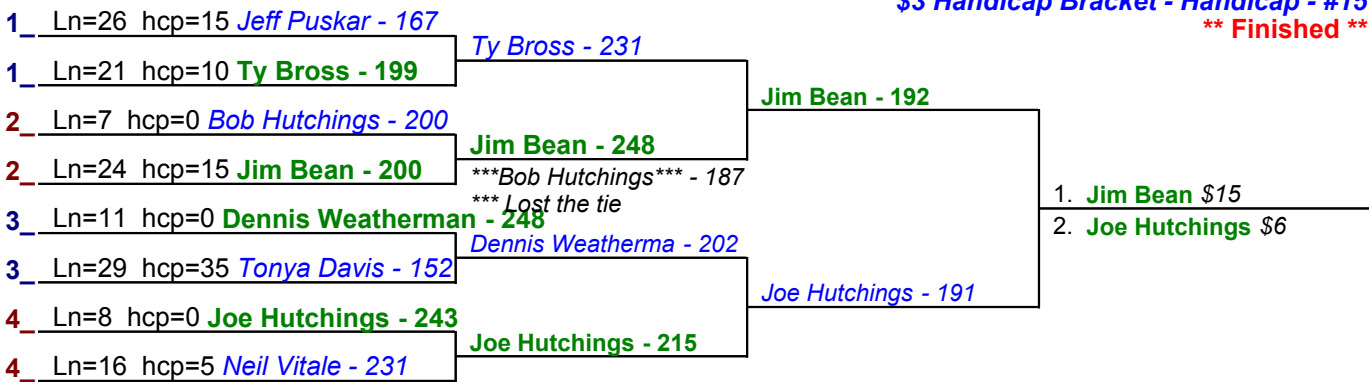 $3 Handicap Bracket - Handicap - #15
** Finished **
1_ Ln=26 hcp=15 Jeff Puskar - 167
1_ Ln=21 hcp=10 Ty Bross - 199
2_ Ln=7 hcp=0 Bob Hutchings - 200
2_ Ln=24 hcp=15 Jim Bean - 200
3_ Ln=11 hcp=0 Dennis Weatherman - 248
3_ Ln=29 hcp=35 Tonya Davis - 152
4_ Ln=8 hcp=0 Joe Hutchings - 243
4_ Ln=16 hcp=5 Neil Vitale - 231
Ty Bross - 231
Jim Bean - 248
***Bob Hutchings*** - 187
*** Lost the tie
Dennis Weatherma - 202
Joe Hutchings - 215
Jim Bean - 192
Joe Hutchings - 191
1. Jim Bean $15
2. Joe Hutchings $6